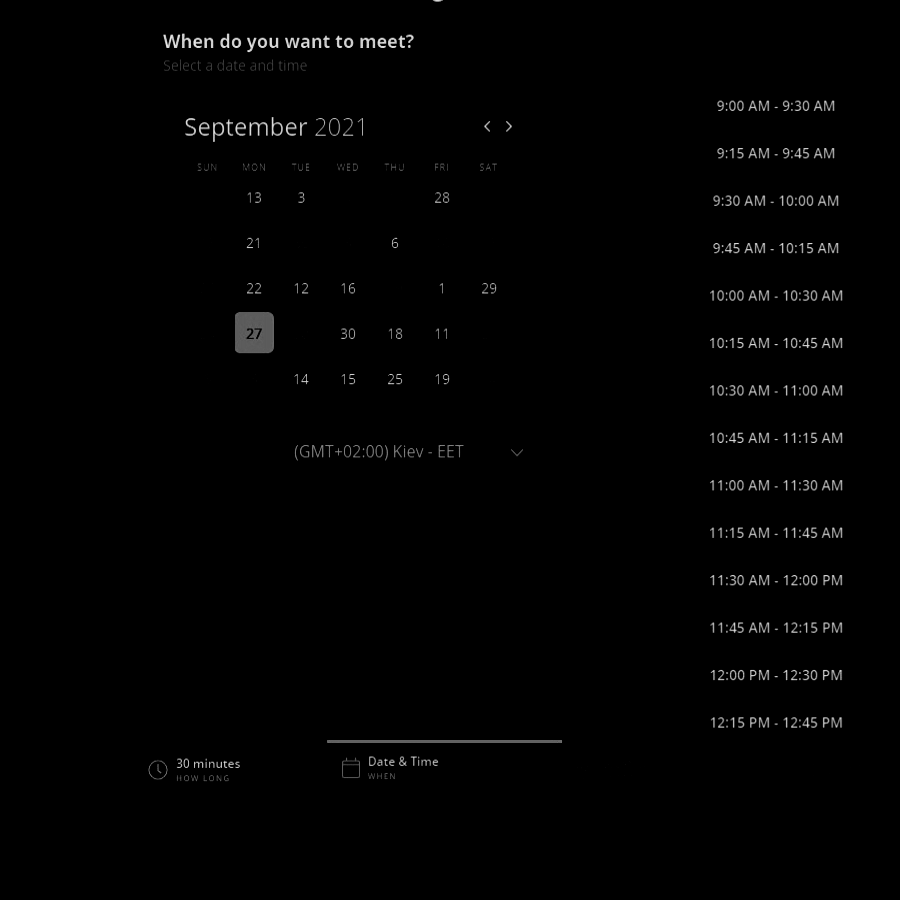 When do you want to meet?
Select a date and time
September 2021
SUN MON TUE WED THU FRI SAT
13 3 28
21 6
22 12 16 1 29
27 30 18 11
14 15 25 19
(GMT+02:00) Kiev - EET
9:00 AM - 9:30 AM
9:15 AM - 9:45 AM
9:30 AM - 10:00 AM
9:45 AM - 10:15 AM
10:00 AM - 10:30 AM
10:15 AM - 10:45 AM
10:30 AM - 11:00 AM
10:45 AM - 11:15 AM
11:00 AM - 11:30 AM
11:15 AM - 11:45 AM
11:30 AM - 12:00 PM
11:45 AM - 12:15 PM
12:00 PM - 12:30 PM
12:15 PM - 12:45 PM
30 minutes
HOW LONG
Date & Time
WHEN